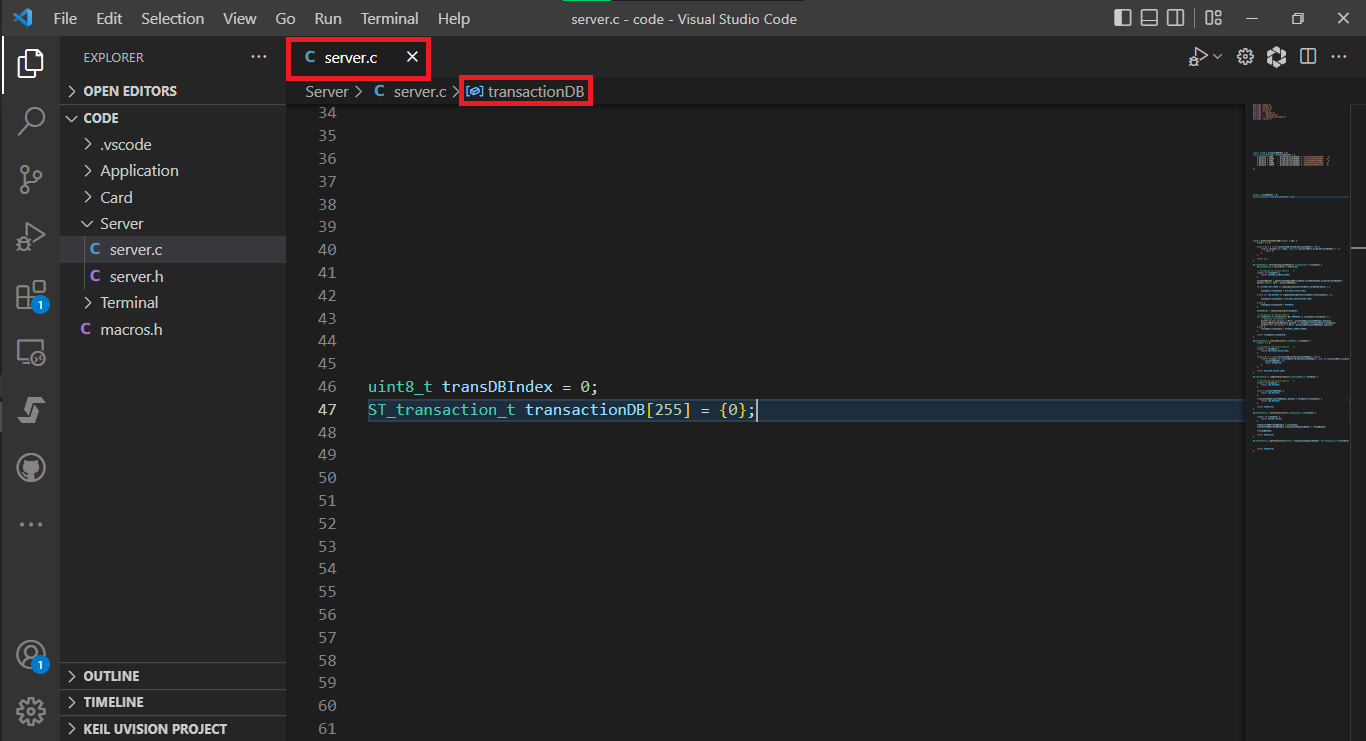 File Edit Selection View Go Run Terminal Help server.c - code - Visual Studio Code
EXPLORER
C server.c
OPEN EDITORS
Server > C server.c > transactionDB
CODE
.vscode
Application
Card
Server
C server.c
C server.h
Terminal
C macros.h
1
1
OUTLINE
TIMELINE
KEIL UVISION PROJECT
34
35
36
37
38
39
40
41
42
43
44
45
46 uint8_t transDBIndex = 0;
47 ST_transaction_t transactionDB[255] = {0};
48
49
50
51
52
53
54
55
56
57
58
59
60
61